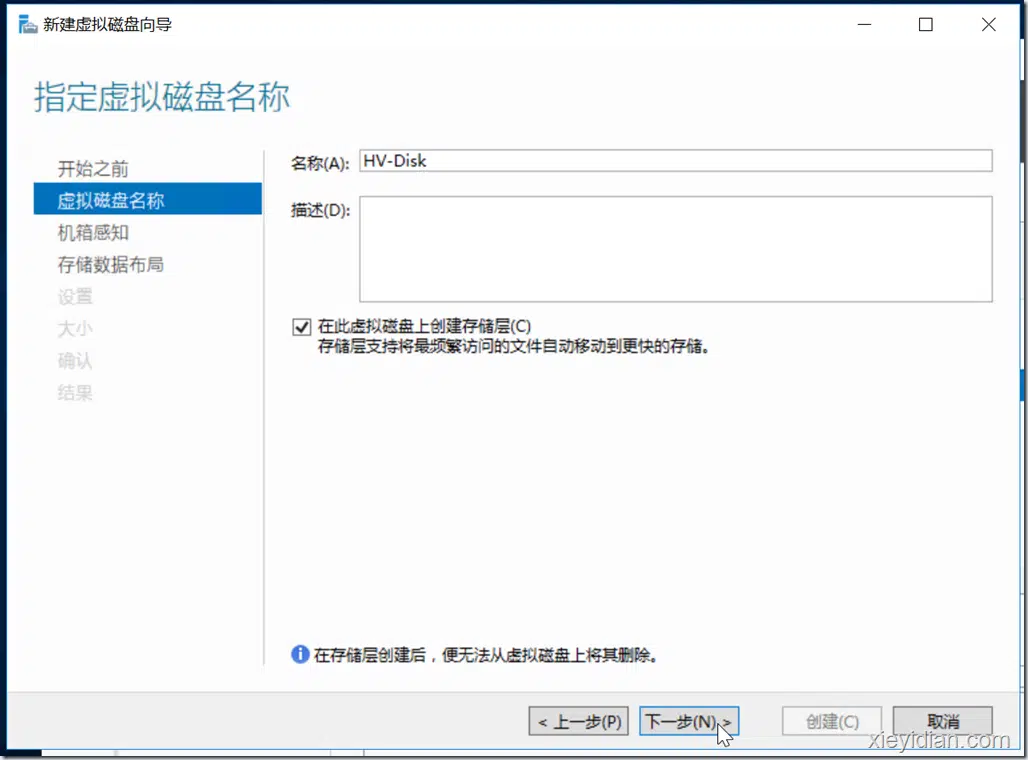 新建虚拟磁盘向导
指定虚拟磁盘名称
开始之前
虚拟磁盘名称
机箱感知
存储数据布局
设置
大小
确认
结果
名称(A): HV-Disk
描述(D):
在此虚拟磁盘上创建存储层(C)
存储层支持将最频繁访问的文件自动移动到更快的存储。
在存储层创建后，便无法从虚拟磁盘上将其删除。
< 上一步(P) 下一步(N) > 创建(C) 取消
xieyidian.com